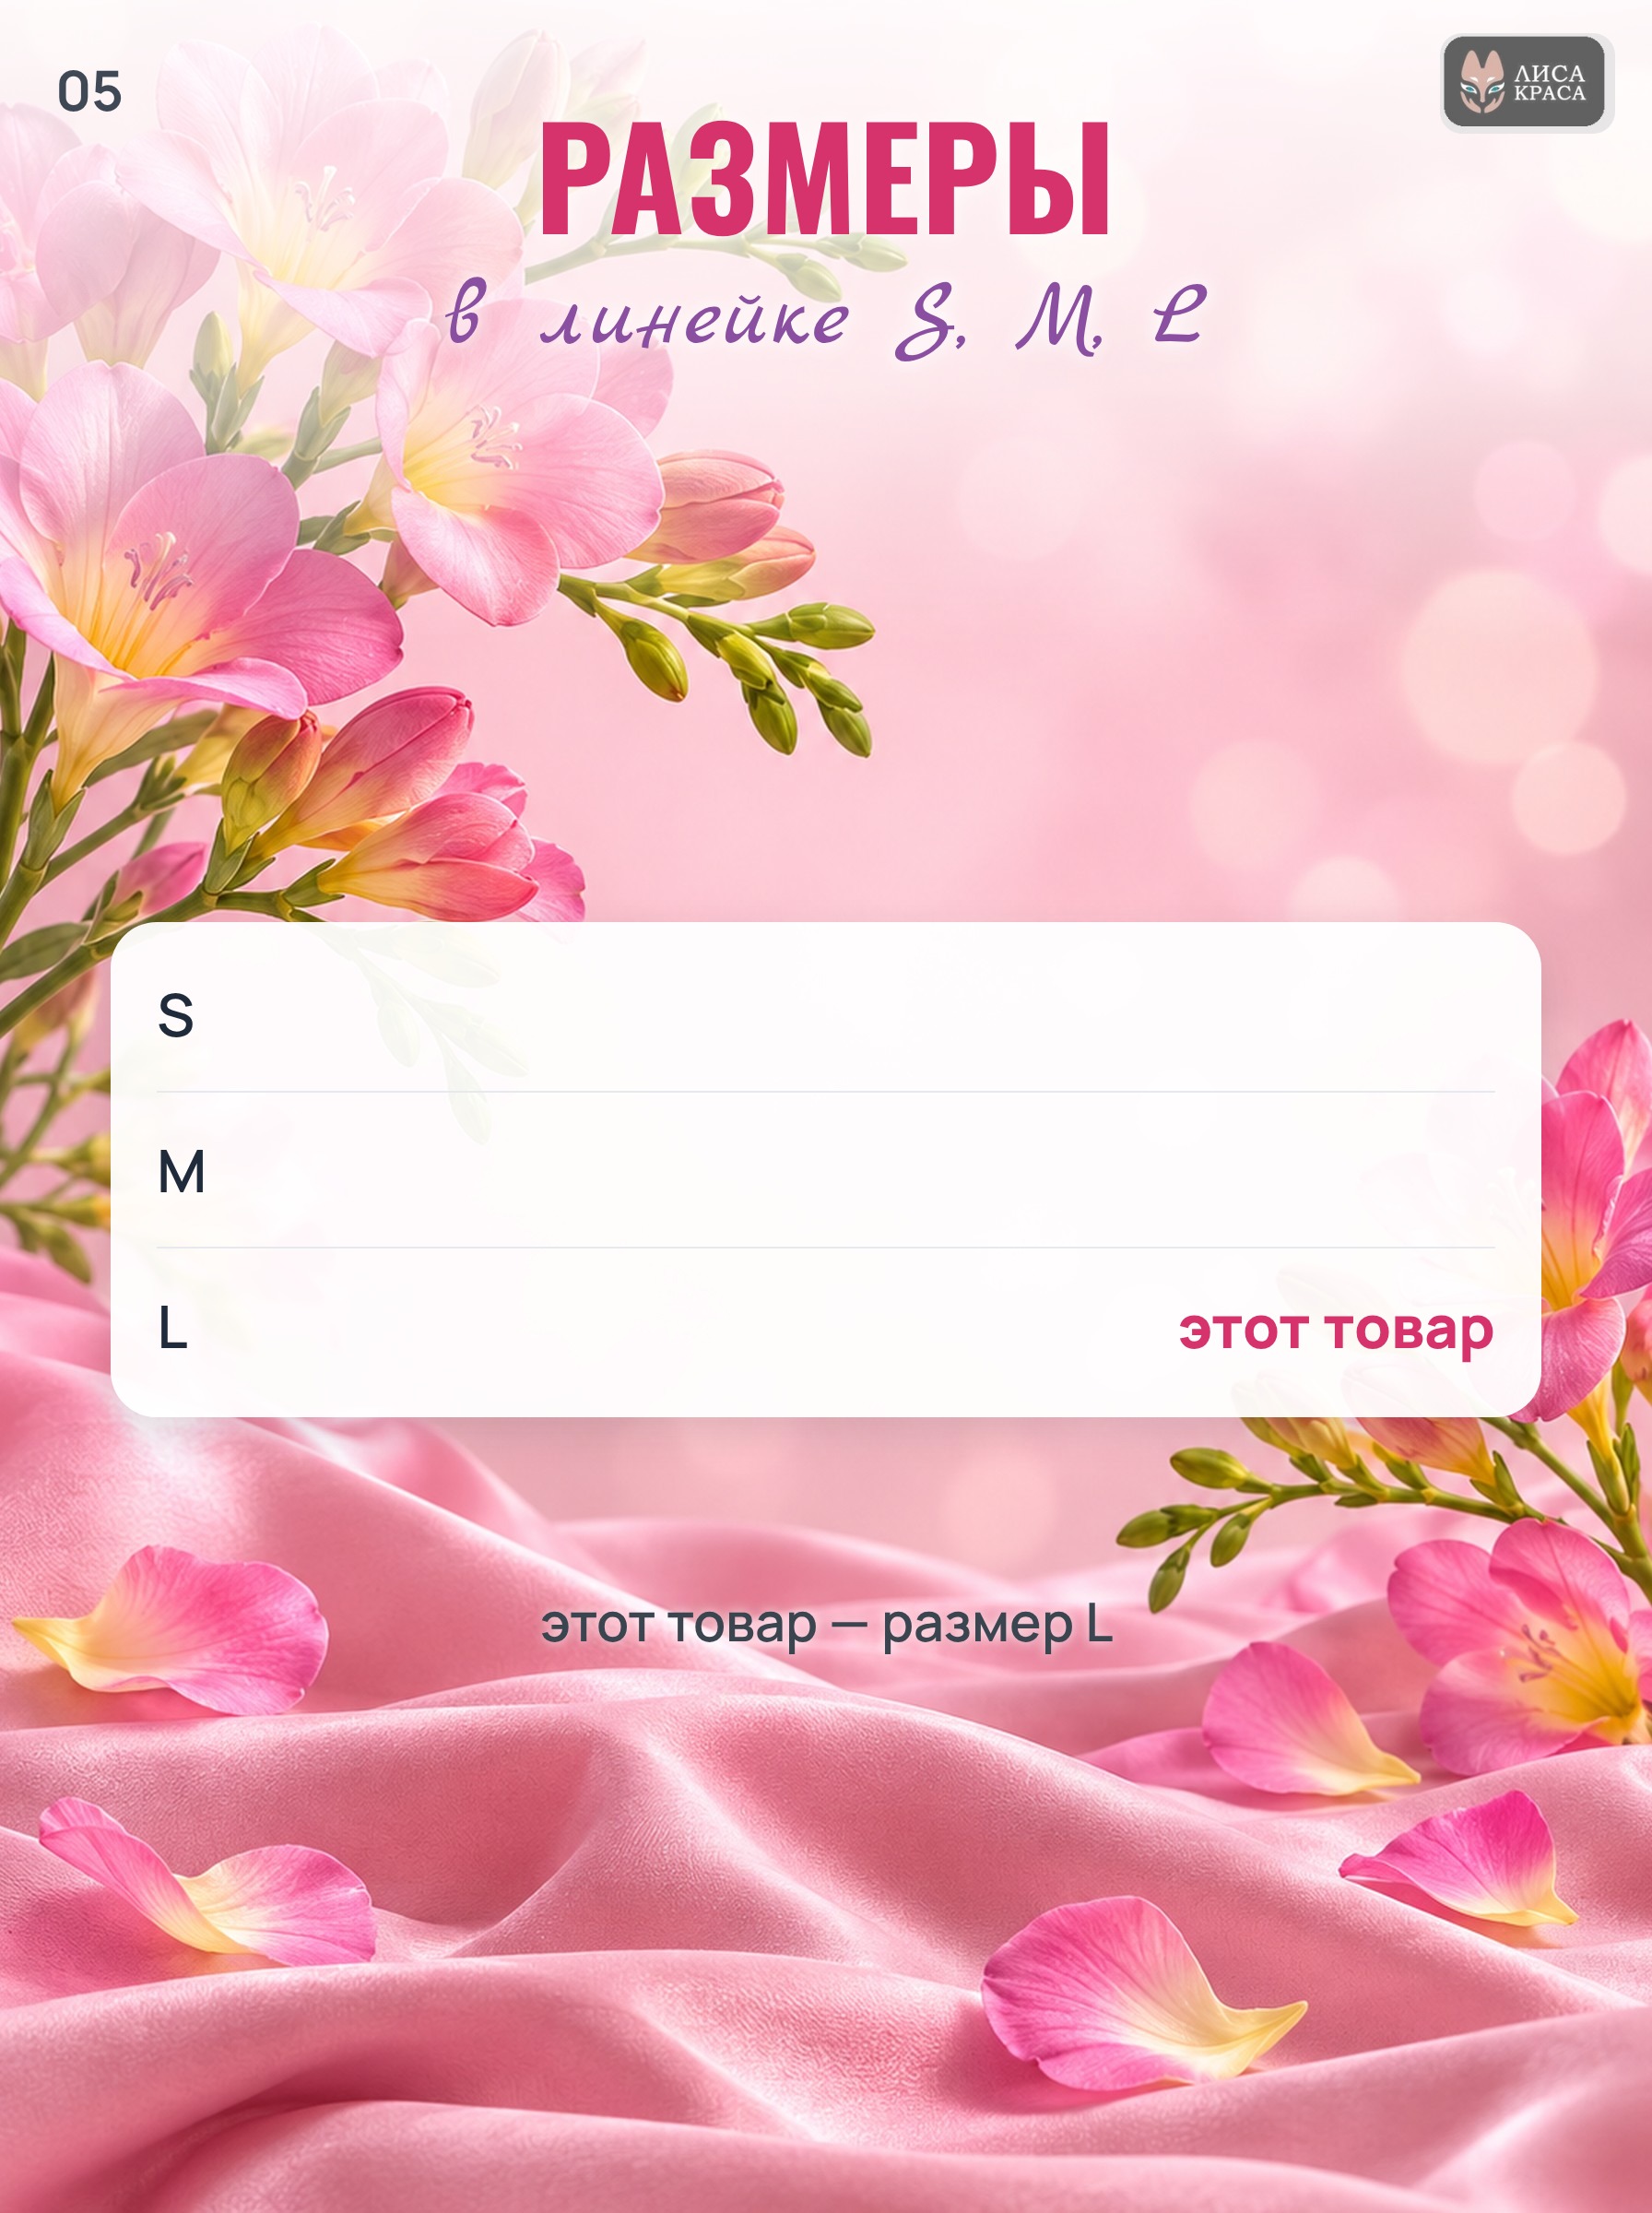 05
ЛИСА
КРАСА
РАЗМЕРЫ
в линейке S, M, L
S
M
L этот товар
этот товар — размер L